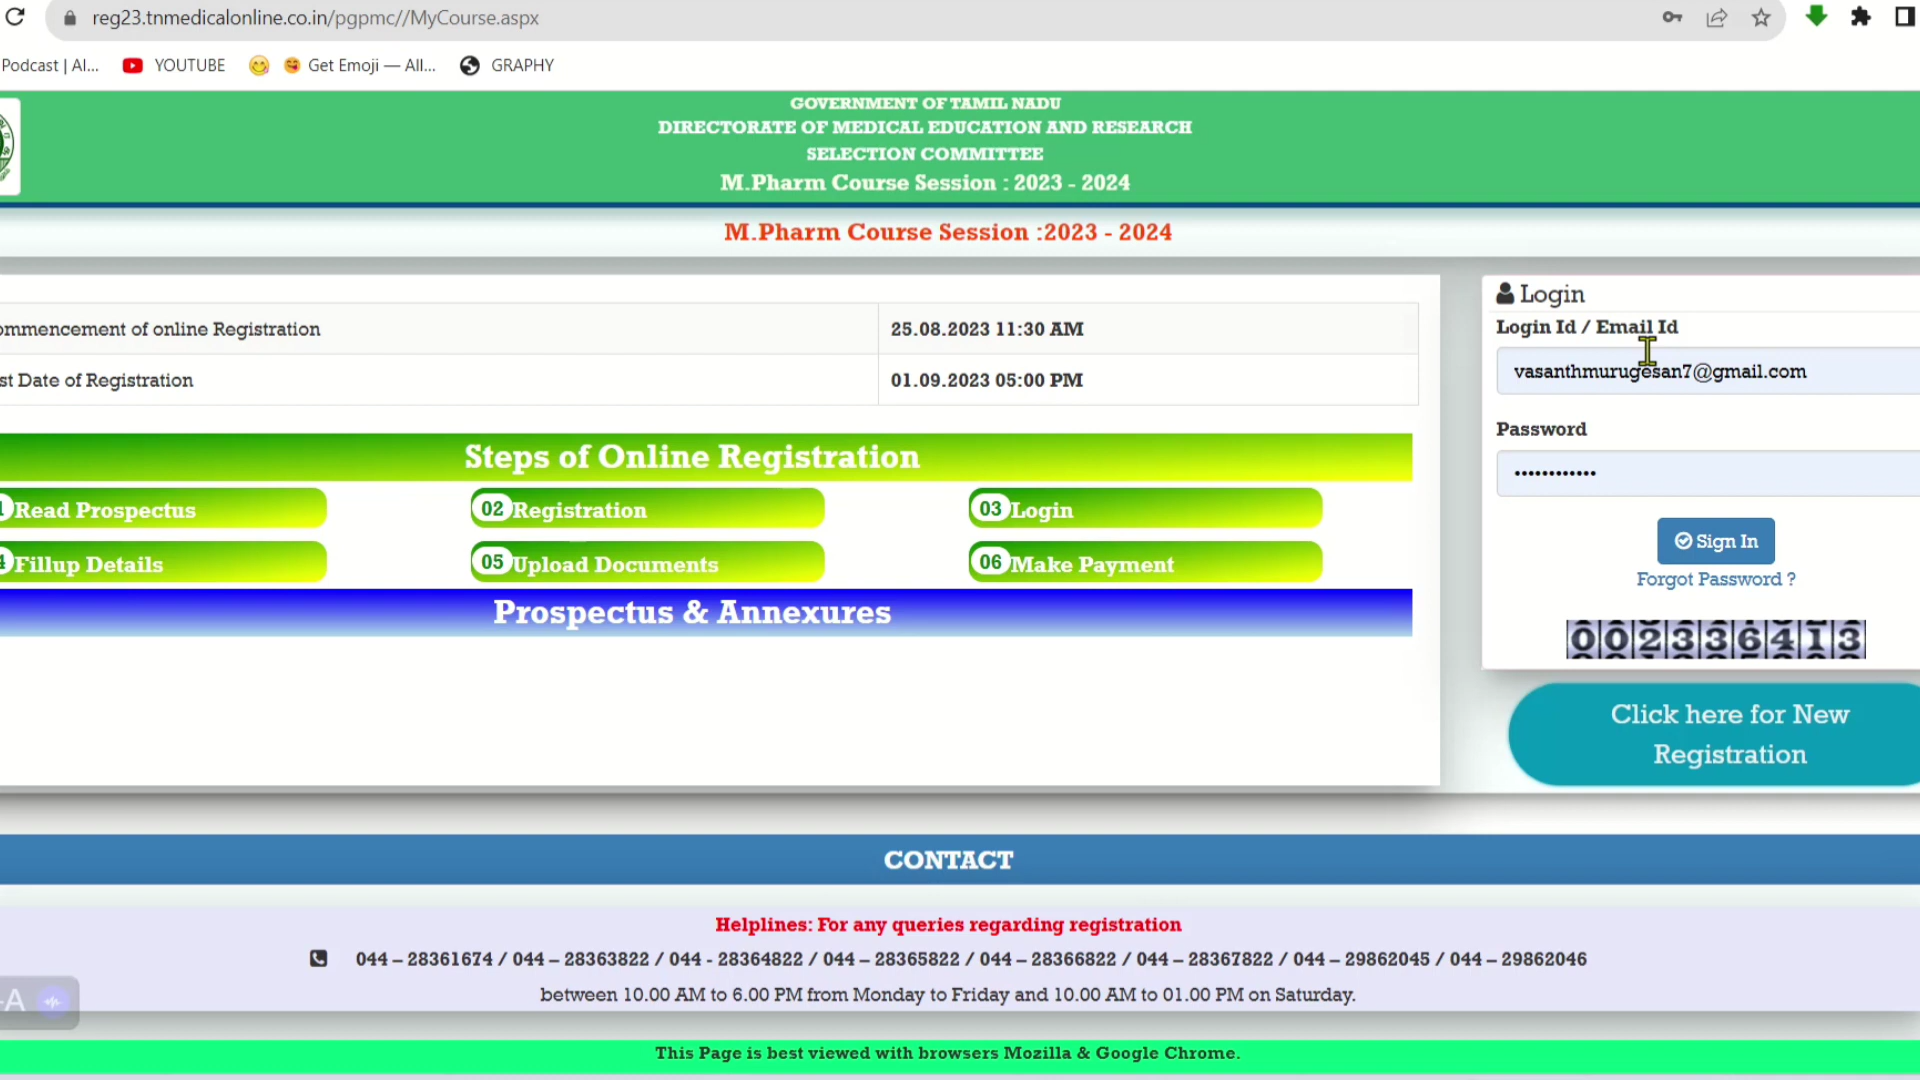 reg23.tnmedicalonline.co.in/pgpmc//MyCourse.aspx
Podcast | AI... YOUTUBE Get Emoji — All... GRAPHY
GOVERNMENT OF TAMIL NADU
DIRECTORATE OF MEDICAL EDUCATION AND RESEARCH
SELECTION COMMITTEE
M.Pharm Course Session : 2023 - 2024
M.Pharm Course Session :2023 - 2024
ommencement of online Registration 25.08.2023 11:30 AM
st Date of Registration 01.09.2023 05:00 PM
Steps of Online Registration
1 Read Prospectus 02 Registration 03 Login
4 Fillup Details 05 Upload Documents 06 Make Payment
Prospectus & Annexures
Login
Login Id / Email Id
vasanthmurugesan7@gmail.com
Password
••••••••••••
Sign In
Forgot Password ?
002336413
Click here for New
Registration
CONTACT
Helplines: For any queries regarding registration
044 – 28361674 / 044 – 28363822 / 044 - 28364822 / 044 – 28365822 / 044 – 28366822 / 044 – 28367822 / 044 – 29862045 / 044 – 29862046
between 10.00 AM to 6.00 PM from Monday to Friday and 10.00 AM to 01.00 PM on Saturday.
-A
This Page is best viewed with browsers Mozilla & Google Chrome.